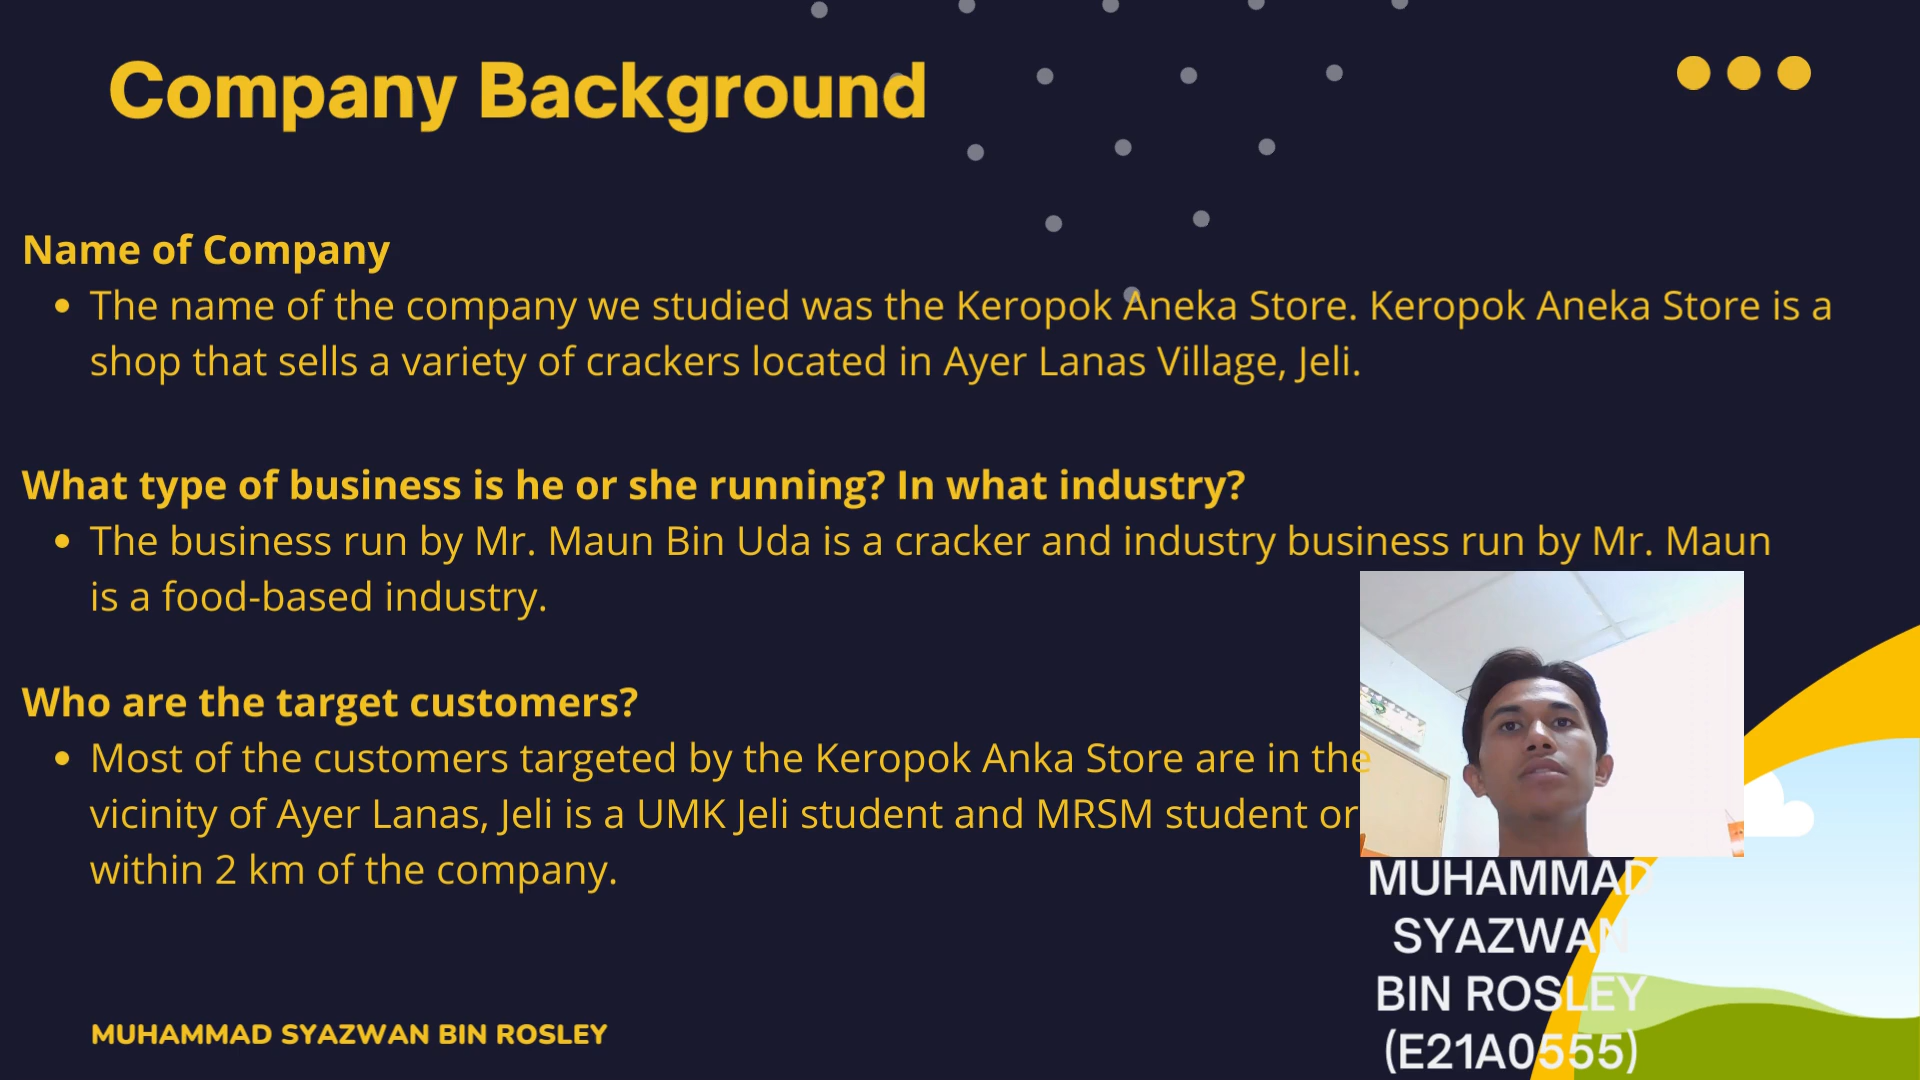 Company Background
Name of Company
The name of the company we studied was the Keropok Aneka Store. Keropok Aneka Store is a
shop that sells a variety of crackers located in Ayer Lanas Village, Jeli.
What type of business is he or she running? In what industry?
The business run by Mr. Maun Bin Uda is a cracker and industry business run by Mr. Maun
is a food-based industry.
Who are the target customers?
Most of the customers targeted by the Keropok Anka Store are in the
vicinity of Ayer Lanas, Jeli is a UMK Jeli student and MRSM student or
within 2 km of the company.
MUHAMMAD
SYAZWAN
BIN ROSLEY
(E21A0555)
MUHAMMAD SYAZWAN BIN ROSLEY